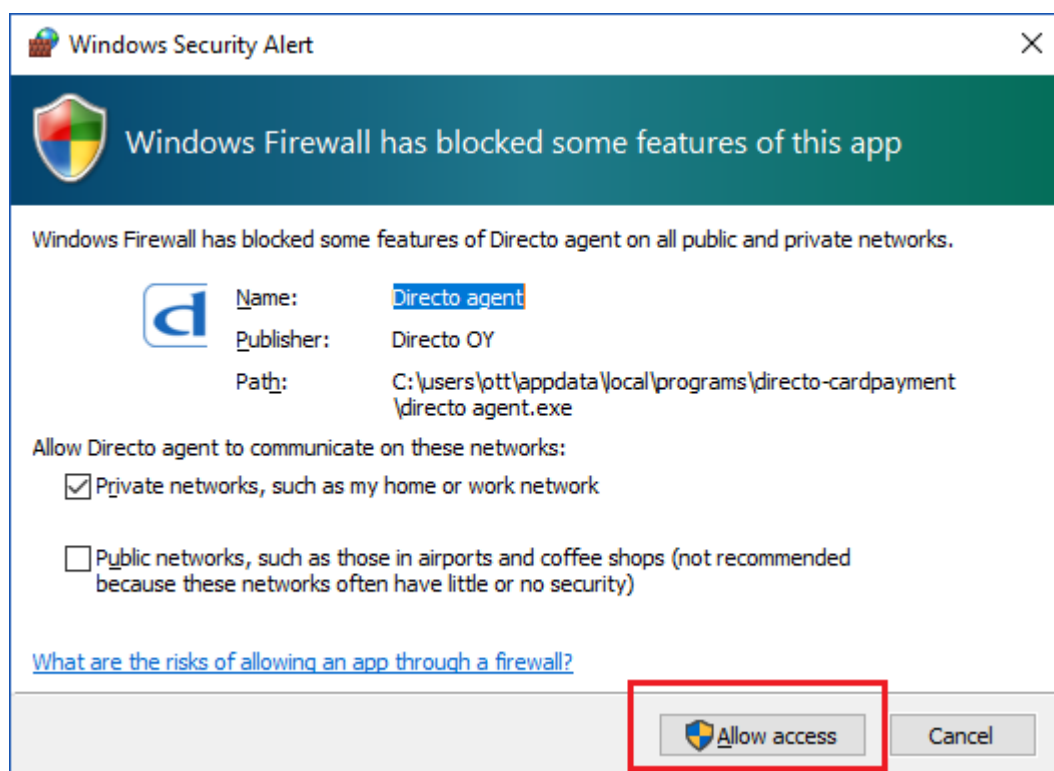 Windows Security Alert
Windows Firewall has blocked some features of this app
Windows Firewall has blocked some features of Directo agent on all public and private networks.
Name: Directo agent
Publisher: Directo OY
Path: C:\users\ott\appdata\local\programs\directo-cardpayment
\directo agent.exe
Allow Directo agent to communicate on these networks:
Private networks, such as my home or work network
Public networks, such as those in airports and coffee shops (not recommended
because these networks often have little or no security)
What are the risks of allowing an app through a firewall?
Allow access Cancel